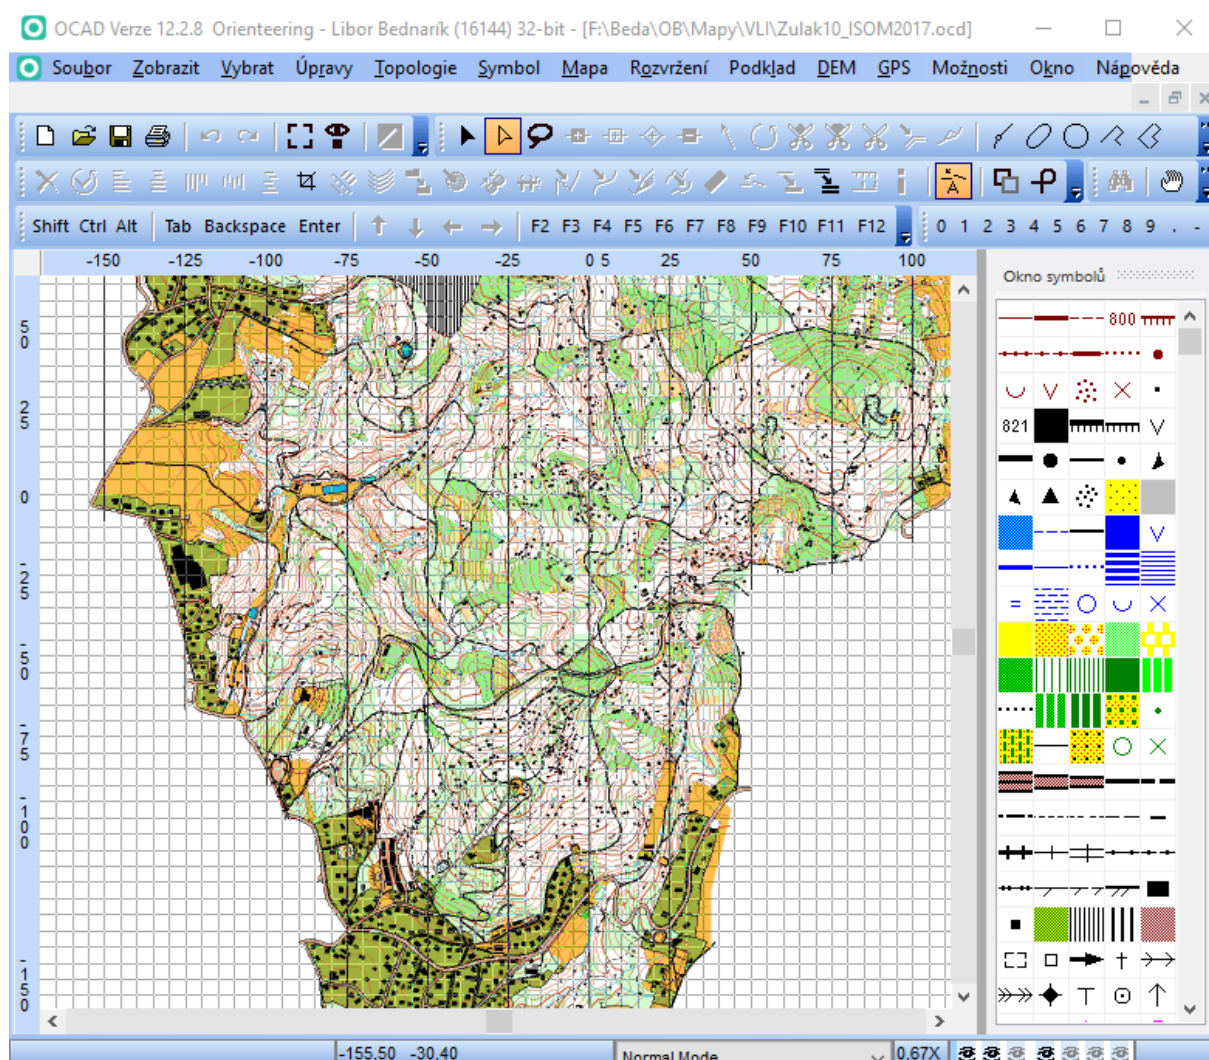 OCAD Verze 12.2.8 Orienteering - Libor Bednarík (16144) 32-bit - [F:\Beda\OB\Mapy\VLI\Zulak10_ISOM2017.ocd]
Soubor Zobrazit Vybrat Úpravy Topologie Symbol Mapa Rozvržení Podklad DEM GPS Možnosti Okno Nápověda
Shift Ctrl Alt Tab Backspace Enter F2 F3 F4 F5 F6 F7 F8 F9 F10 F11 F12 0 1 2 3 4 5 6 7 8 9 . -
-150 -125 -100 -75 -50 -25 0 5 25 50 75 100
Okno symbolů
800
50
25
821
0
-25
-50
-75
-100
-150
-155.50 -30.40
Normal Mode
0.67X